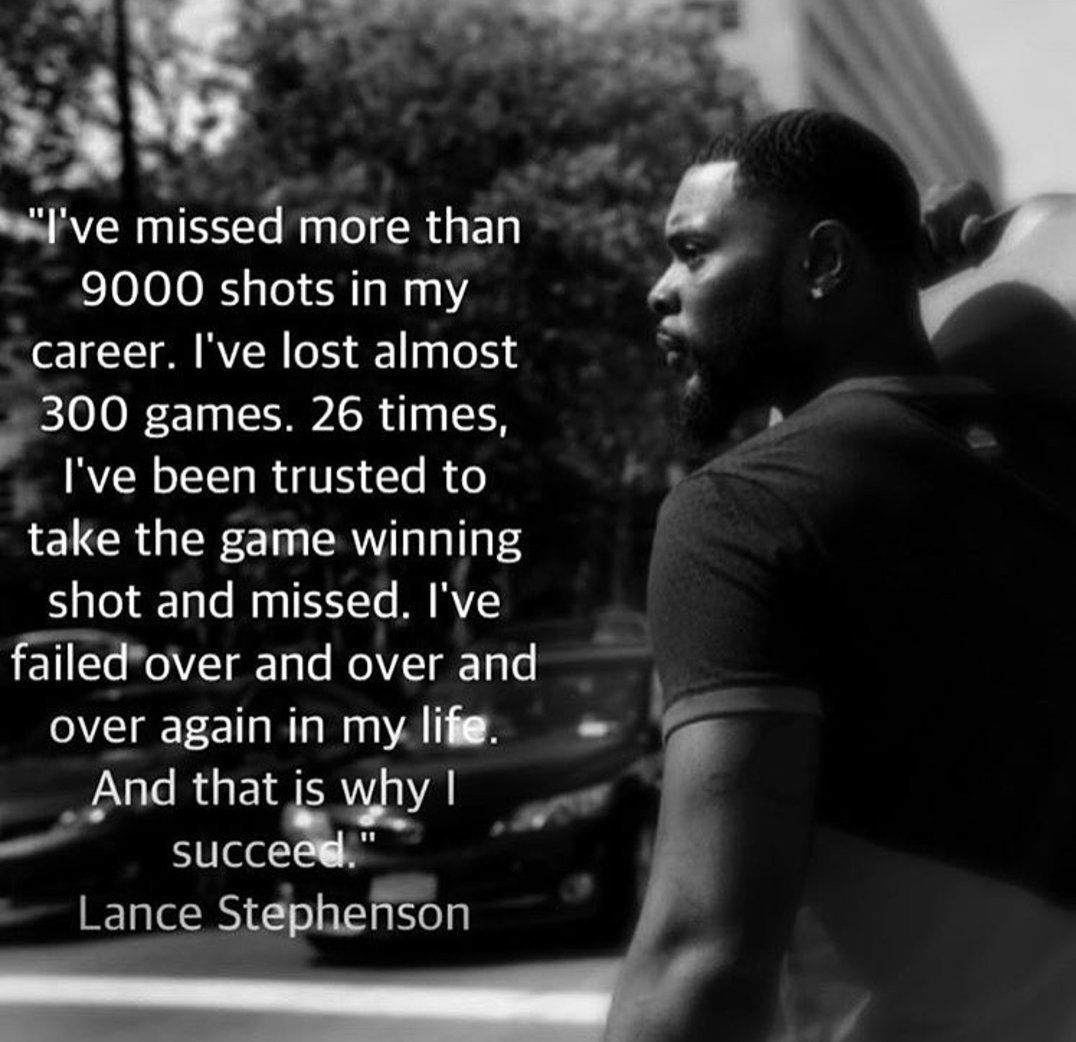 "I've missed more than
9000 shots in my
career. I've lost almost
300 games. 26 times,
I've been trusted to
take the game winning
shot and missed. I've
failed over and over and
over again in my life.
And that is why I
succeed."
Lance Stephenson